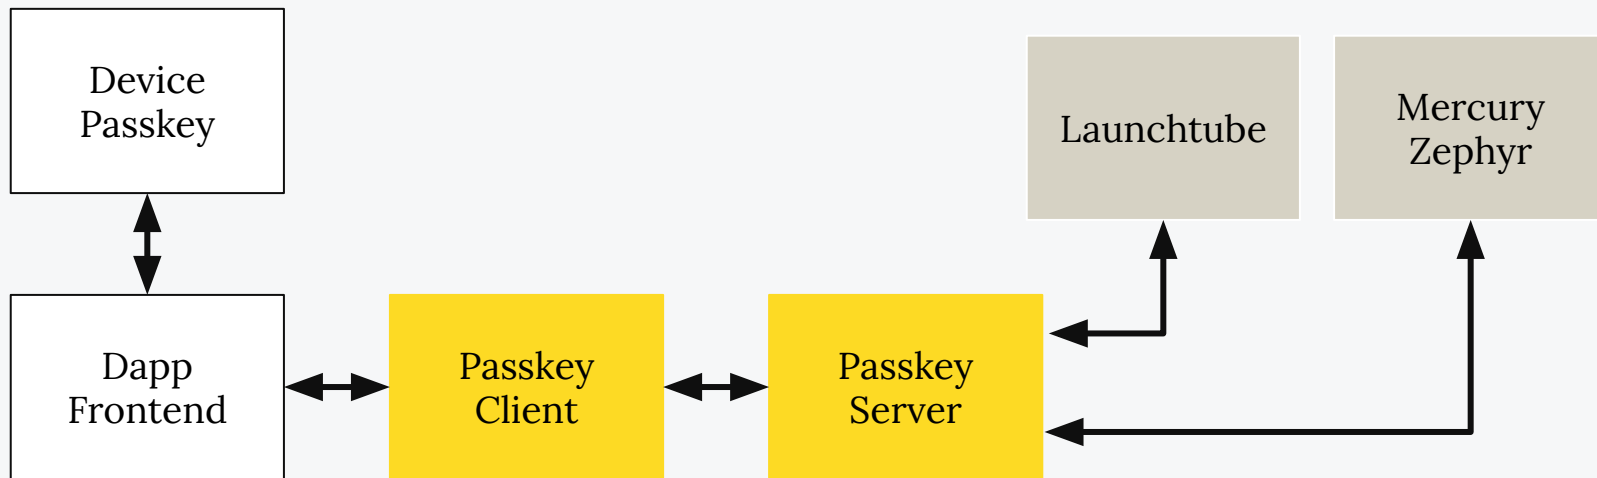 Device
Passkey
Launchtube
Mercury
Zephyr
Dapp
Frontend
Passkey
Client
Passkey
Server